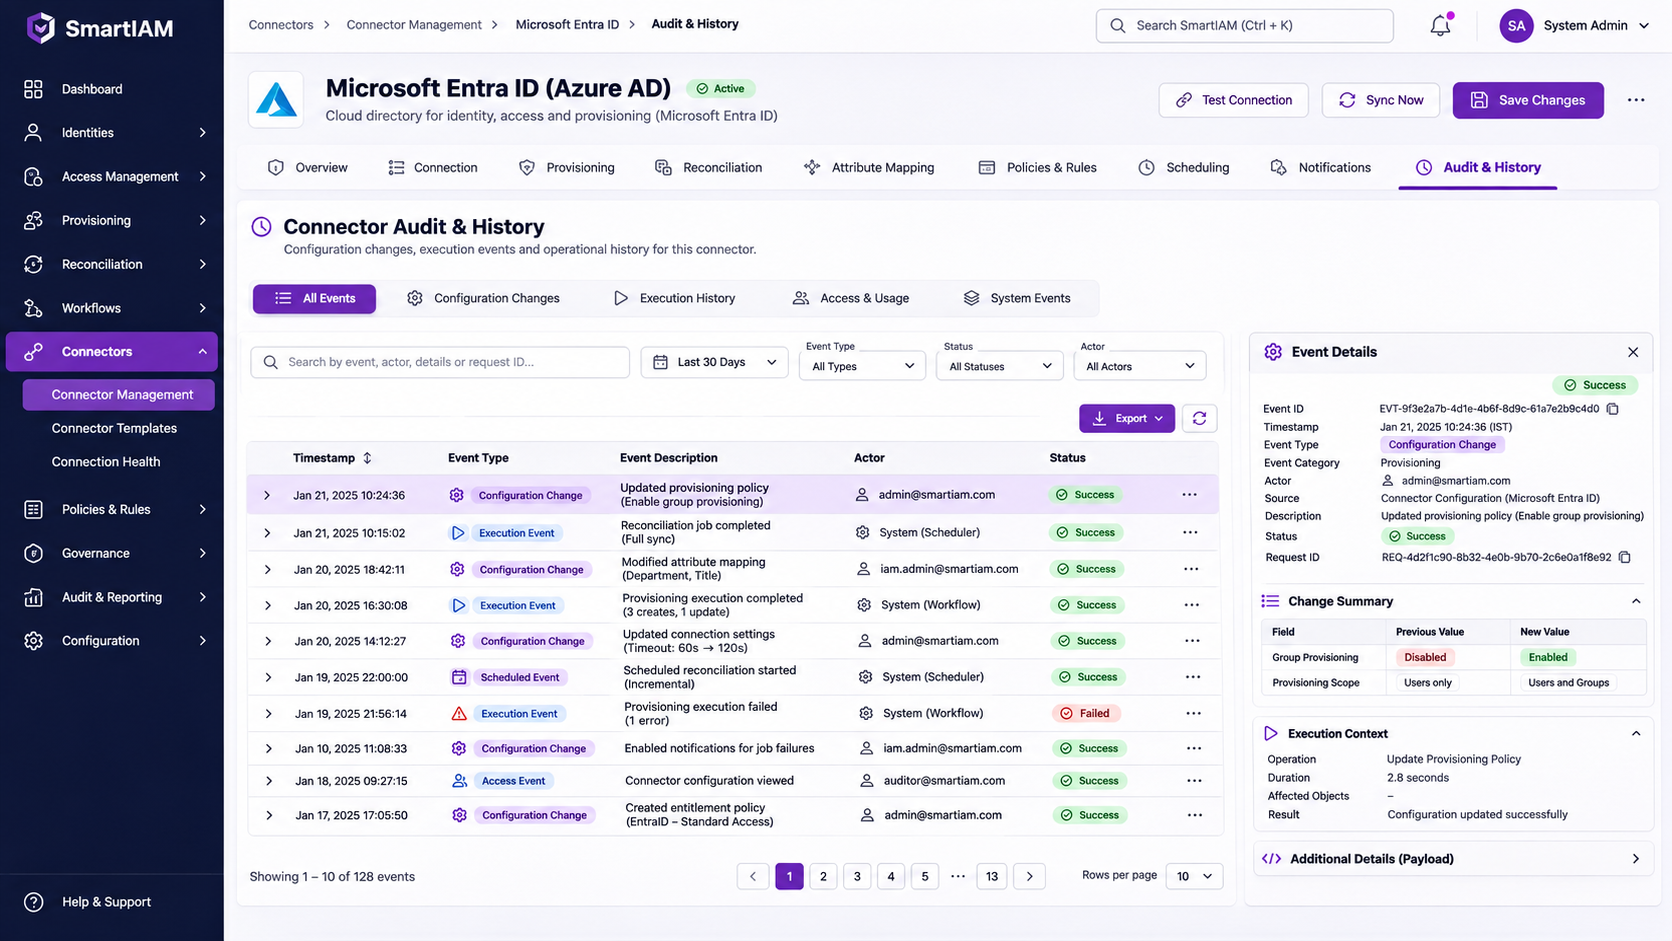 SmartIAM
Connectors > Connector Management > Microsoft Entra ID > Audit & History
Search SmartIAM (Ctrl + K)
SA System Admin
Dashboard
Identities
Access Management
Provisioning
Reconciliation
Workflows
Connectors
Connector Management
Connector Templates
Connection Health
Policies & Rules
Governance
Audit & Reporting
Configuration
Help & Support
Microsoft Entra ID (Azure AD) Active
Cloud directory for identity, access and provisioning (Microsoft Entra ID)
Test Connection Sync Now Save Changes ...
Overview Connection Provisioning Reconciliation Attribute Mapping Policies & Rules Scheduling Notifications Audit & History
Connector Audit & History
Configuration changes, execution events and operational history for this connector.
All Events Configuration Changes Execution History Access & Usage System Events
Search by event, actor, details or request ID...
Last 30 Days
Event Type
All Types
Status
All Statuses
Actor
All Actors
Export
Timestamp Event Type Event Description Actor Status
Jan 21, 2025 10:24:36 Configuration Change Updated provisioning policy
(Enable group provisioning) admin@smartiam.com Success ...
Jan 21, 2025 10:15:02 Execution Event Reconciliation job completed
(Full sync) System (Scheduler) Success ...
Jan 20, 2025 18:42:11 Configuration Change Modified attribute mapping
(Department, Title) iam.admin@smartiam.com Success ...
Jan 20, 2025 16:30:08 Execution Event Provisioning execution completed
(3 creates, 1 update) System (Workflow) Success ...
Jan 20, 2025 14:12:27 Configuration Change Updated connection settings
(Timeout: 60s → 120s) admin@smartiam.com Success ...
Jan 19, 2025 22:00:00 Scheduled Event Scheduled reconciliation started
(Incremental) System (Scheduler) Success ...
Jan 19, 2025 21:56:14 Execution Event Provisioning execution failed
(1 error) System (Workflow) Failed ...
Jan 10, 2025 11:08:33 Configuration Change Enabled notifications for job failures iam.admin@smartiam.com Success ...
Jan 18, 2025 09:27:15 Access Event Connector configuration viewed auditor@smartiam.com Success ...
Jan 17, 2025 17:05:50 Configuration Change Created entitlement policy
(EntraID – Standard Access) admin@smartiam.com Success ...
Showing 1 – 10 of 128 events
< 1 2 3 4 5 ... 13 >
Rows per page 10
Event Details
Success
Event ID EVT-9f3e2a7b-4d1e-4b6f-8d9c-61a7e2b9c4d0
Timestamp Jan 21, 2025 10:24:36 (IST)
Event Type Configuration Change
Event Category Provisioning
Actor admin@smartiam.com
Source Connector Configuration (Microsoft Entra ID)
Description Updated provisioning policy (Enable group provisioning)
Status Success
Request ID REQ-4d2f1c90-8b32-4e0b-9b70-2c6e0a1f8e92
Change Summary
Field Previous Value New Value
Group Provisioning Disabled Enabled
Provisioning Scope Users only Users and Groups
Execution Context
Operation Update Provisioning Policy
Duration 2.8 seconds
Affected Objects –
Result Configuration updated successfully
</> Additional Details (Payload)